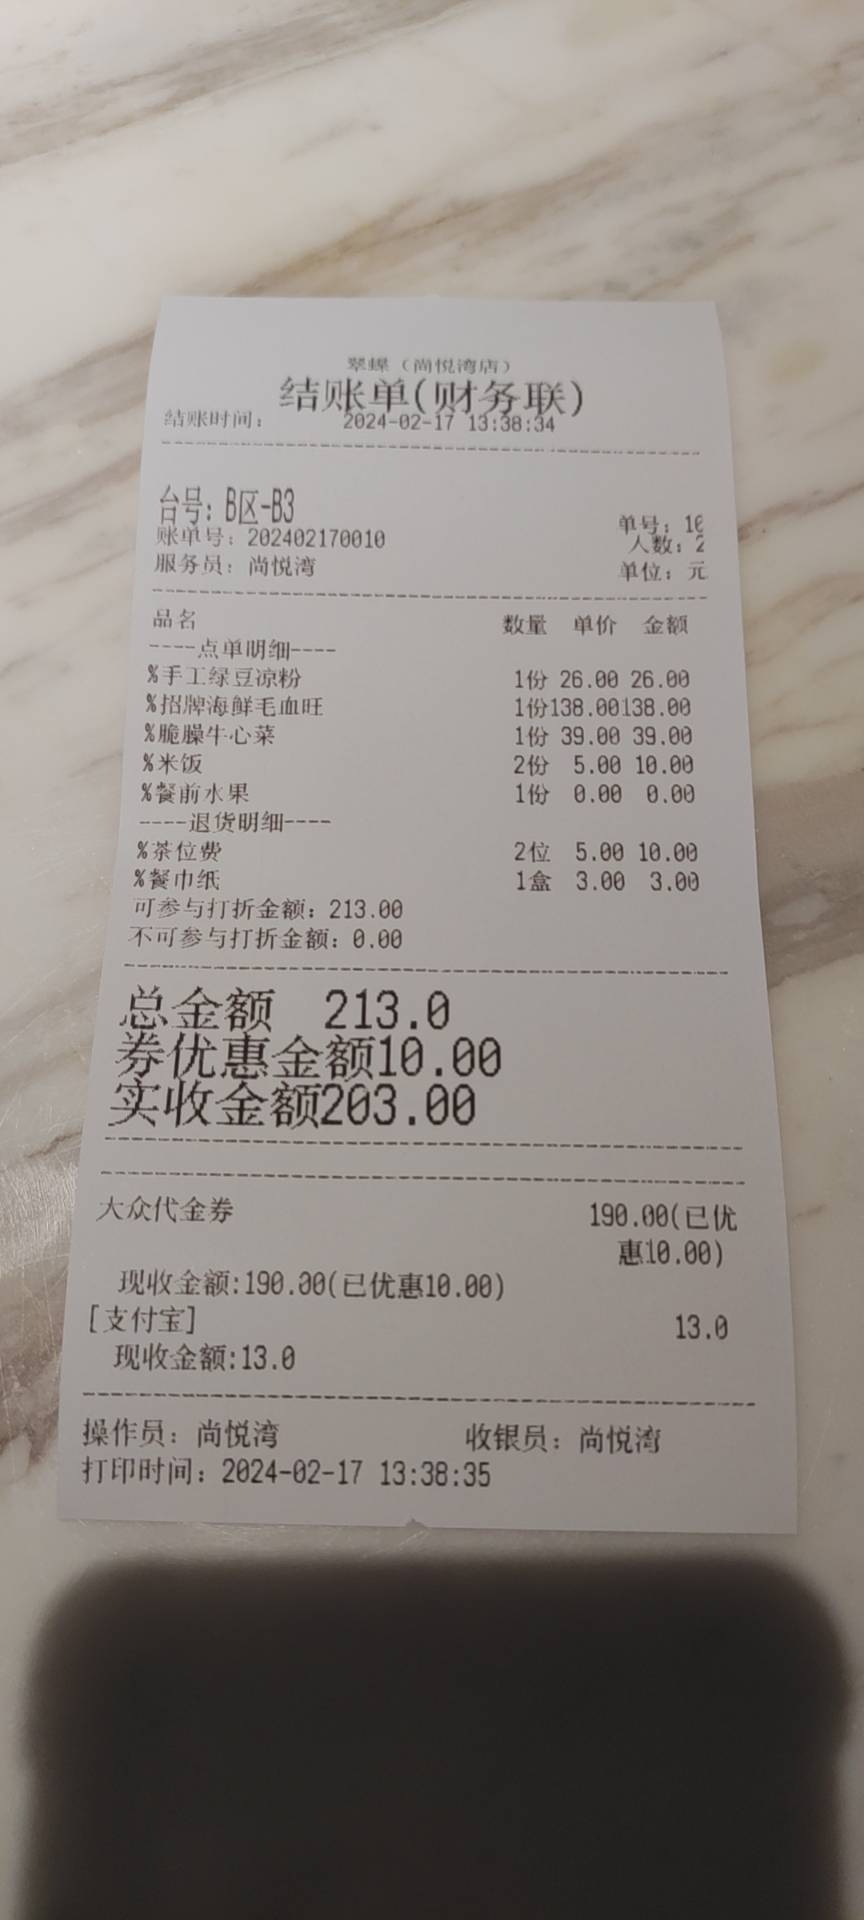 翠蝶（尚悦湾店）
结账单(财务联)
结账时间： 2024-02-17 13:38:34
台号：B区-B3
单号：10
账单号：202402170010
人数：2
服务员：尚悦湾
单位：元
品名 数量 单价 金额
----点单明细----
%手工绿豆凉粉 1份 26.00 26.00
%招牌海鲜毛血旺 1份138.00138.00
%脆臊牛心菜 1份 39.00 39.00
%米饭 2份 5.00 10.00
%餐前水果 1份 0.00 0.00
----退货明细----
%茶位费 2位 5.00 10.00
%餐巾纸 1盒 3.00 3.00
可参与打折金额：213.00
不可参与打折金额：0.00
总金额 213.0
券优惠金额10.00
实收金额203.00
大众代金券 190.00(已优
惠10.00)
现收金额:190.00(已优惠10.00)
[支付宝] 13.0
现收金额:13.0
操作员：尚悦湾 收银员：尚悦湾
打印时间：2024-02-17 13:38:35